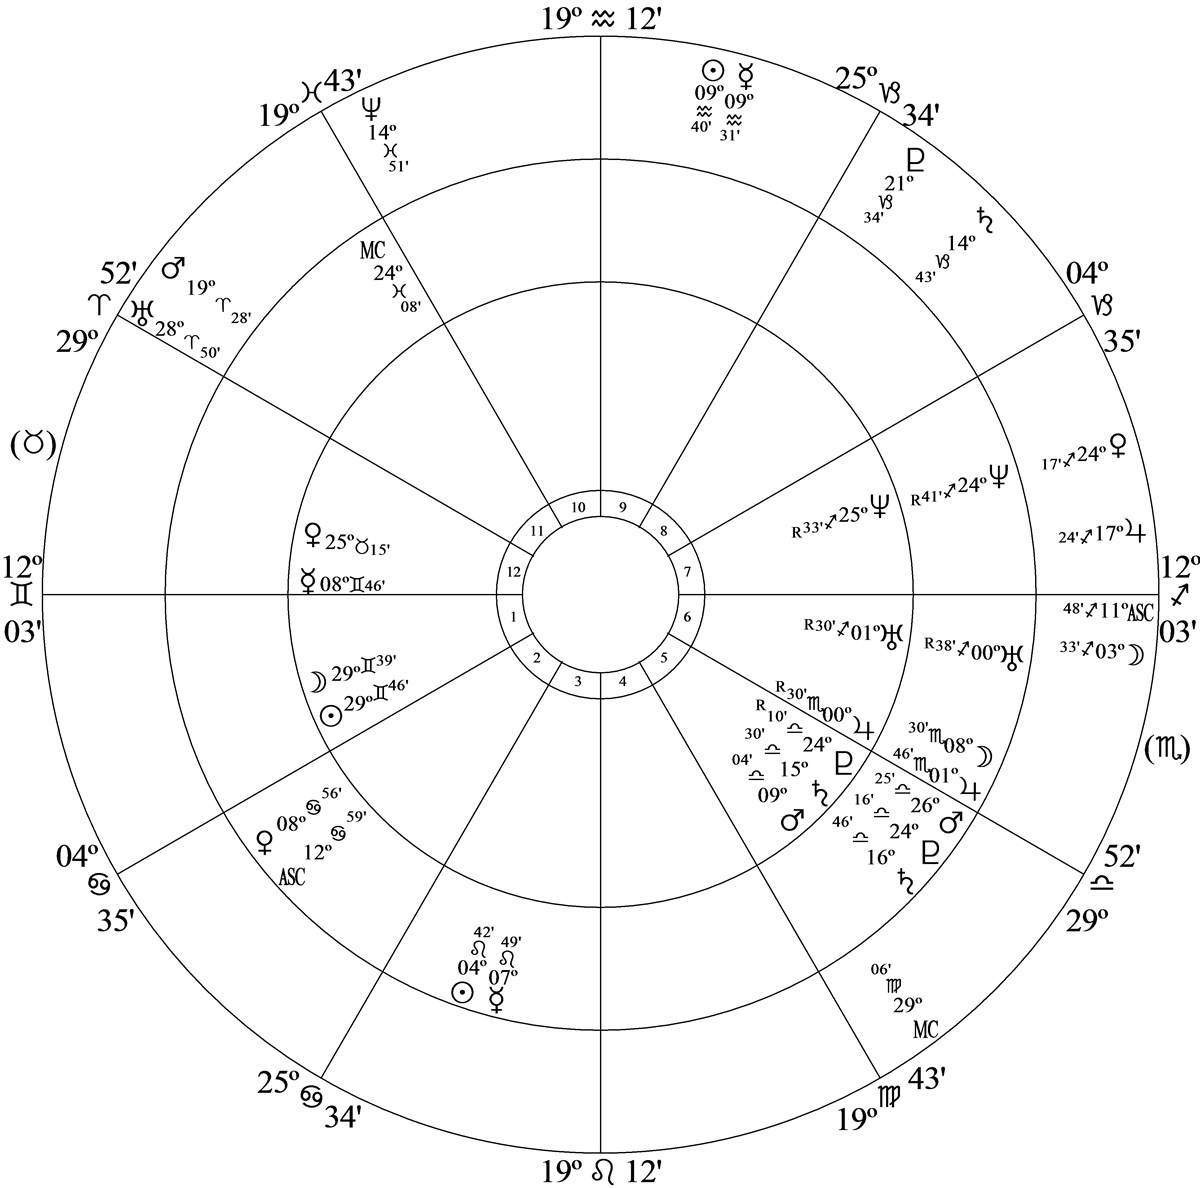 19º ♒ 12'
25º ♑ 34'
04º ♑ 35'
12º ♐ 03'
(♏)
52' ♎ 29º
43' ♍ 19º
19º ♌ 12'
25º ♋ 34'
04º ♋ 35'
12º ♊ 03'
(♉)
52' ♈ 29º
19º ♓ 43'
☉ 09º ♒ 40'
☿ 09º ♒ 31'
♇ 21º ♑ 34'
♄ 14º ♑ 43'
17' ♐ 24º ♀
24' ♐ 17º ♃
48' ♐ 11º ASC
33' ♐ 03º ☽
06' ♍ 29º MC
♆ 14º ♓ 51'
♂ 19º ♈ 28'
♅ 28º ♈ 50'
MC 24º ♓ 08'
R 41' ♐ 24º ♆
R 38' ♐ 00º ♅
30' ♏ 08º ☽
46' ♏ 01º ♃
25' ♎ 26º ♂
16' ♎ 24º ♇
46' ♎ 16º ♄
49' ♌ 07º ☿
42' ♌ 04º ☉
♀ 08º ♋ 56'
ASC 12º ♋ 59'
R 33' ♐ 25º ♆
R 30' ♐ 01º ♅
R 30' ♏ 00º ♃
R 10' ♎ 24º ♇
30' ♎ 15º ♄
04' ♎ 09º ♂
♀ 25º ♉ 15'
☿ 08º ♊ 46'
☽ 29º ♊ 39'
☉ 29º ♊ 46'
1
2
3
4
5
6
7
8
9
10
11
12